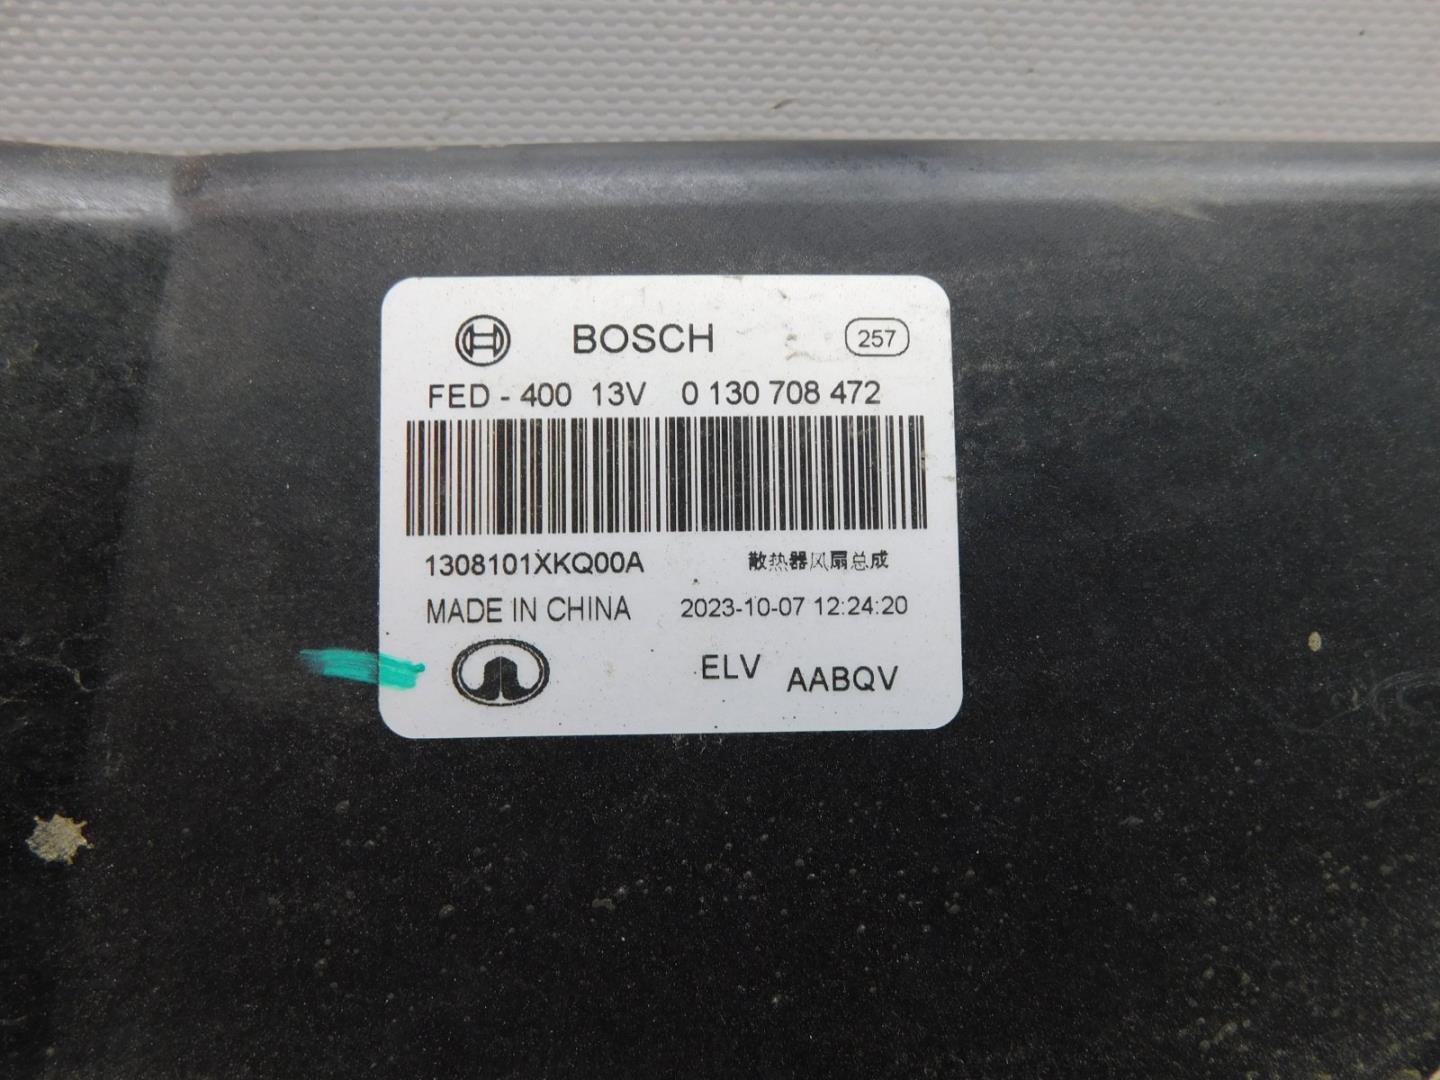 BOSCH 257
FED - 400 13V 0 130 708 472
1308101XKQ00A 散热器风扇总成
MADE IN CHINA 2023-10-07 12:24:20
ELV AABQV